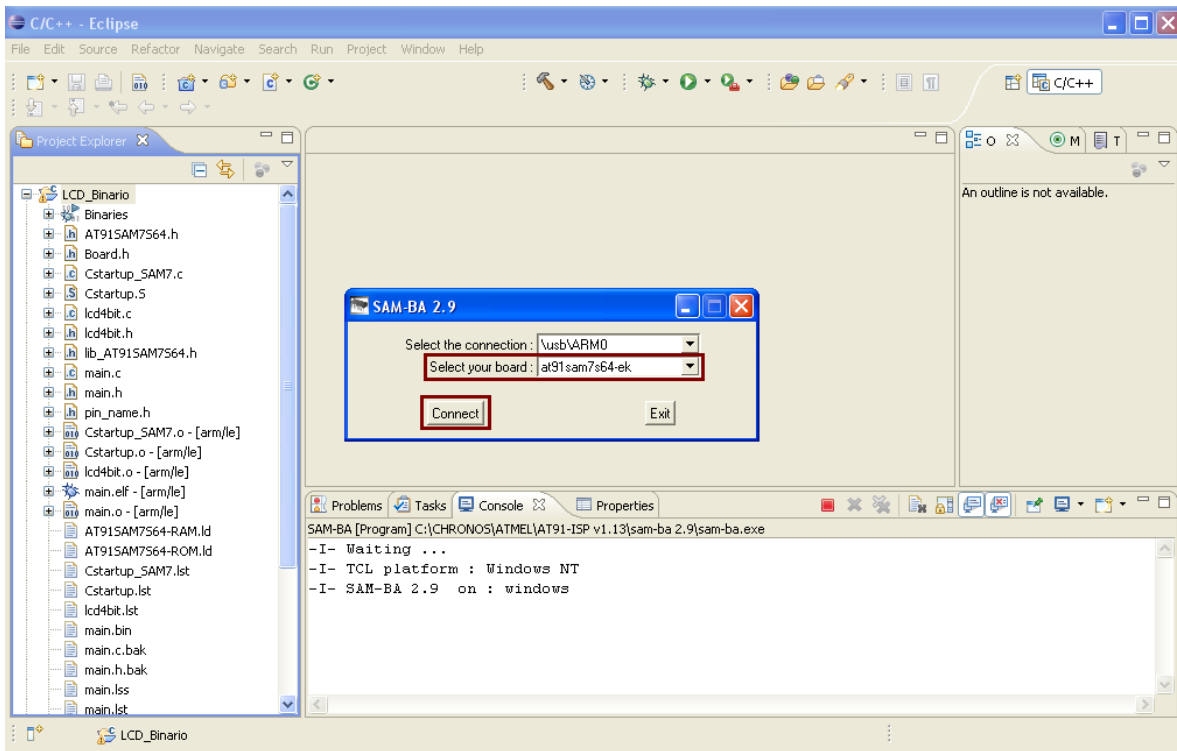 C/C++ - Eclipse
File Edit Source Refactor Navigate Search Run Project Window Help
C/C++
Project Explorer
LCD_Binario
Binaries
AT91SAM7S64.h
Board.h
Cstartup_SAM7.c
Cstartup.S
lcd4bit.c
lcd4bit.h
lib_AT91SAM7S64.h
main.c
main.h
pin_name.h
Cstartup_SAM7.o - [arm/le]
Cstartup.o - [arm/le]
lcd4bit.o - [arm/le]
main.elf - [arm/le]
main.o - [arm/le]
AT91SAM7S64-RAM.ld
AT91SAM7S64-ROM.ld
Cstartup_SAM7.lst
Cstartup.lst
lcd4bit.lst
main.bin
main.c.bak
main.h.bak
main.lss
main.lst
SAM-BA 2.9
Select the connection : \usb\ARM0
Select your board : at91sam7s64-ek
Connect Exit
O M T
An outline is not available.
Problems Tasks Console Properties
SAM-BA [Program] C:\CHRONOS\ATMEL\AT91-ISP v1.13\sam-ba 2.9\sam-ba.exe
-I- Waiting ...
-I- TCL platform : Windows NT
-I- SAM-BA 2.9 on : windows
LCD_Binario